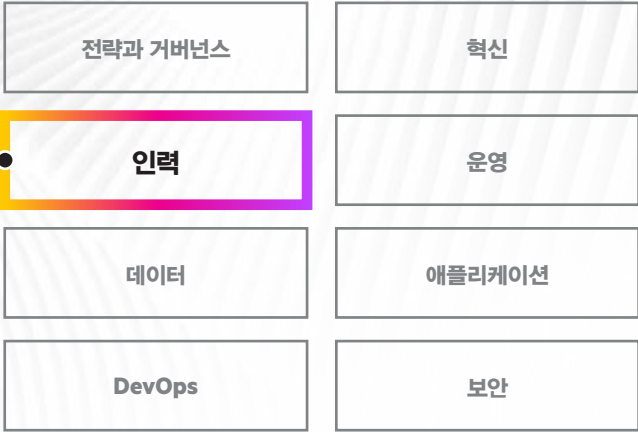 전략과 거버넌스
혁신
인력
운영
데이터
애플리케이션
DevOps
보안